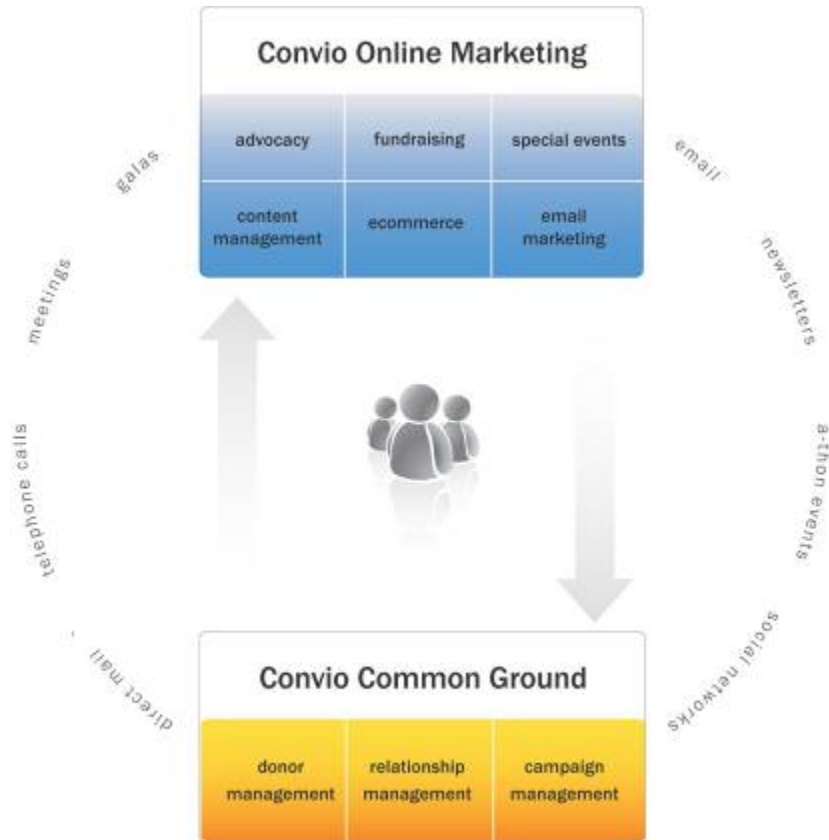 Convio Online Marketing
advocacy
fundraising
special events
content
management
ecommerce
email
marketing
galas
meetings
telephone calls
direct mail
email
newsletters
a-thon events
social networks
Convio Common Ground
donor
management
relationship
management
campaign
management